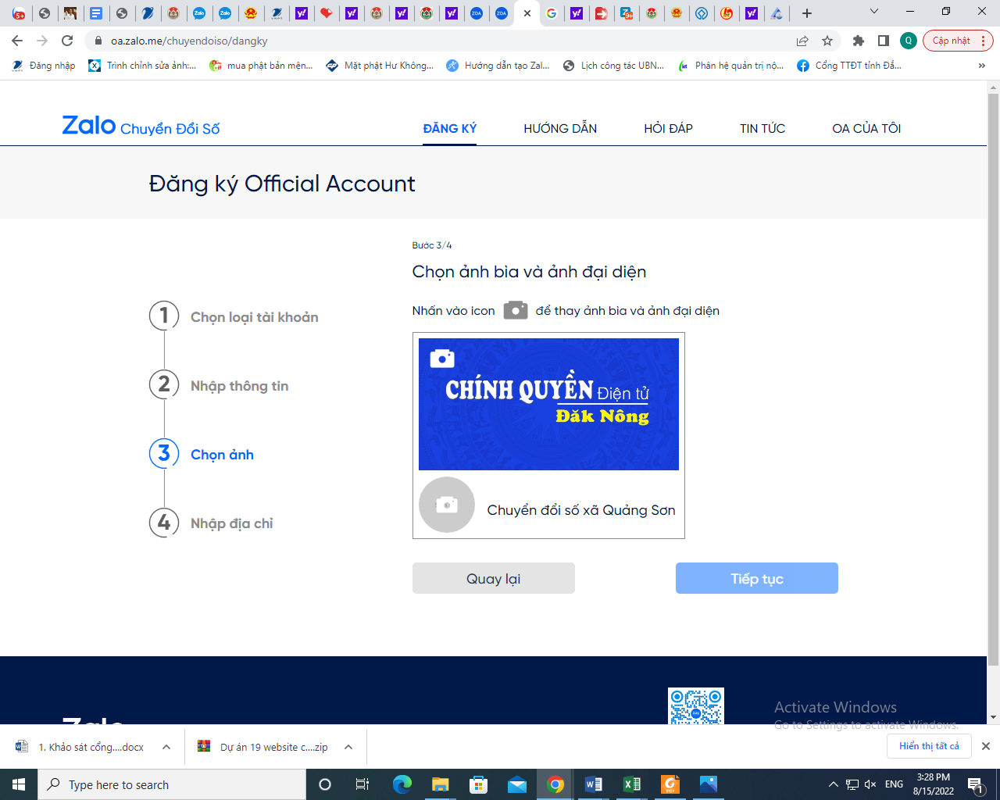 oa.zalo.me/chuyendoiso/dangky
Q
Cập nhật
Đăng nhập
Trình chỉnh sửa ảnh:...
mua phật bản mện...
Mặt phật Hư Không...
Hướng dẫn tạo Zal...
Lịch công tác UBN...
Phân hệ quản trị nộ...
Cổng TTĐT tỉnh Đắ...
»
Zalo Chuyển Đổi Số
ĐĂNG KÝ
HƯỚNG DẪN
HỎI ĐÁP
TIN TỨC
OA CỦA TÔI
Đăng ký Official Account
Bước 3/4
Chọn ảnh bìa và ảnh đại diện
Nhấn vào icon để thay ảnh bìa và ảnh đại diện
1 Chọn loại tài khoản
2 Nhập thông tin
3 Chọn ảnh
4 Nhập địa chỉ
CHÍNH QUYỀN Điện tử
Đăk Nông
Chuyển đổi số xã Quảng Sơn
Quay lại
Tiếp tục
Zalo
Activate Windows
Go to Settings to activate Windows.
1. Khảo sát cổng....docx
Dự án 19 website c....zip
Hiển thị tất cả
Type here to search
ENG
3:28 PM
8/15/2022
1